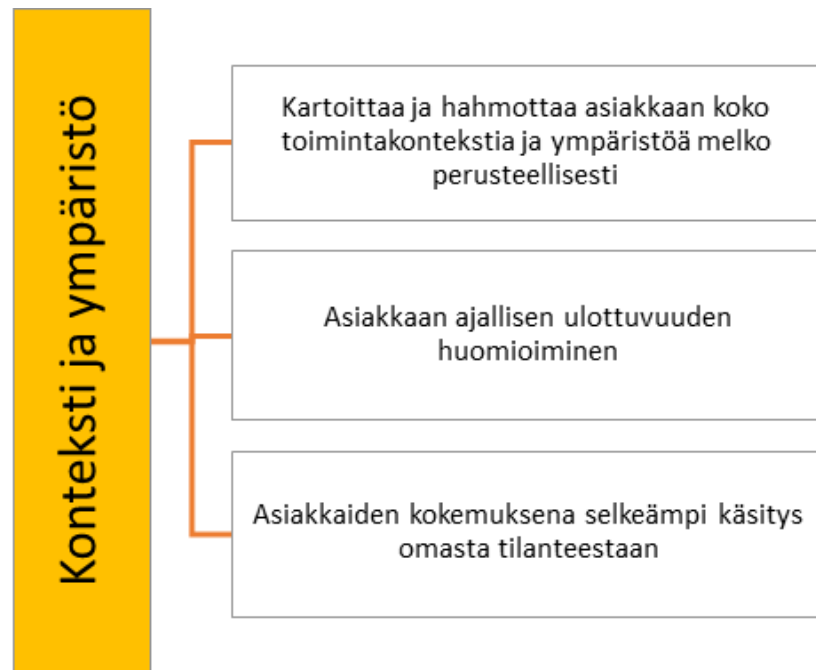 Konteksti ja ympäristö
Kartoittaa ja hahmottaa asiakkaan koko
toimintakontekstia ja ympäristöä melko
perusteellisesti
Asiakkaan ajallisen ulottuvuuden
huomioiminen
Asiakkaiden kokemuksena selkeämpi käsitys
omasta tilanteestaan